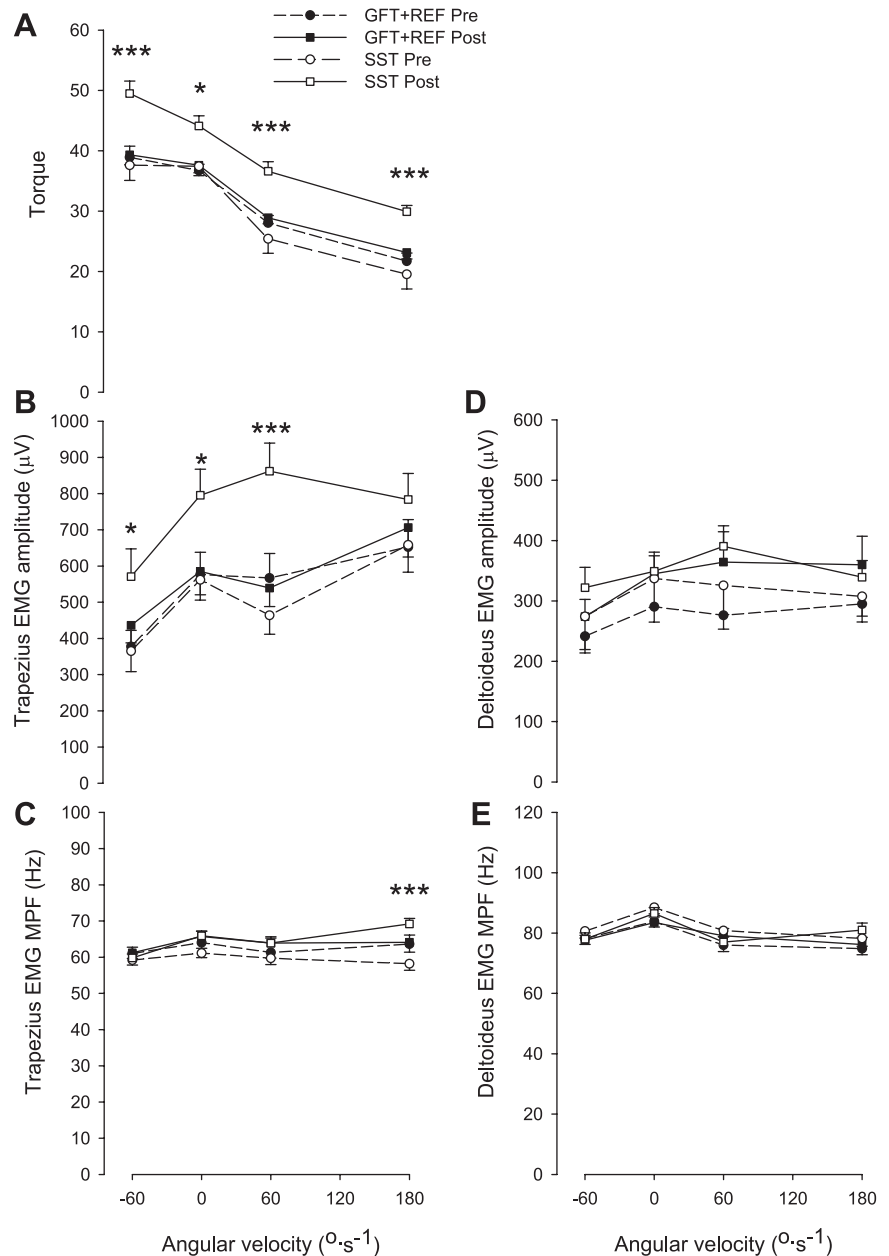 A
GFT+REF Pre
GFT+REF Post
SST Pre
SST Post
***
*
***
***
Torque
60
50
40
30
20
10
0
B
*
*
***
Trapezius EMG amplitude (μV)
1000
900
800
700
600
500
400
300
200
100
0
D
Deltoideus EMG amplitude (μV)
600
500
400
300
200
100
0
C
***
Trapezius EMG MPF (Hz)
100
90
80
70
60
50
40
30
20
10
0
-60 0 60 120 180
Angular velocity (º·s⁻¹)
E
Deltoideus EMG MPF (Hz)
120
100
80
60
40
20
0
-60 0 60 120 180
Angular velocity (º·s⁻¹)